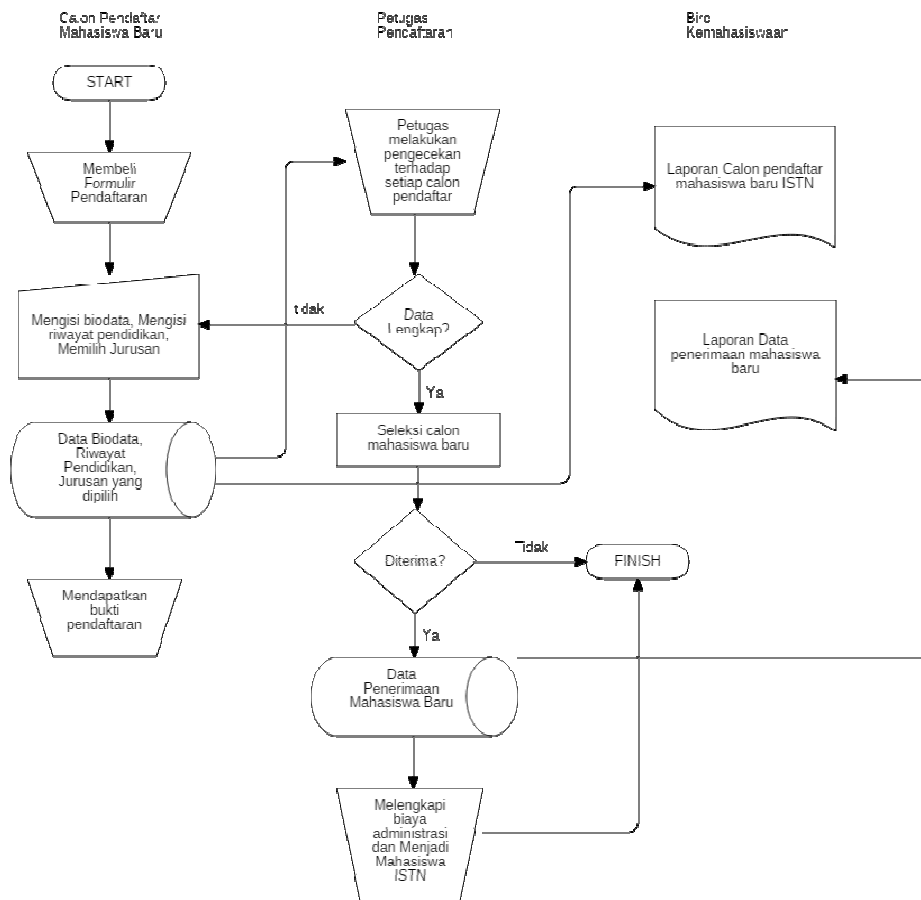 Calon Pendaftar
Mahasiswa Baru
Petugas
Pendaftaran
Biro
Kemahasiswaan
START
Membeli
Formulir
Pendaftaran
Mengisi biodata, Mengisi
riwayat pendidikan,
Memilih Jurusan
Data Biodata,
Riwayat
Pendidikan,
Jurusan yang
dipilih
Mendapatkan
bukti
pendaftaran
Petugas
melakukan
pengecekan
terhadap
setiap calon
pendaftar
tidak
Data
Lengkap?
Ya
Seleksi calon
mahasiswa baru
Diterima?
Tidak
FINISH
Ya
Data
Penerimaan
Mahasiswa Baru
Melengkapi
biaya
administrasi
dan Menjadi
Mahasiswa
ISTN
Laporan Calon pendaftar
mahasiswa baru ISTN
Laporan Data
penerimaan mahasiswa
baru